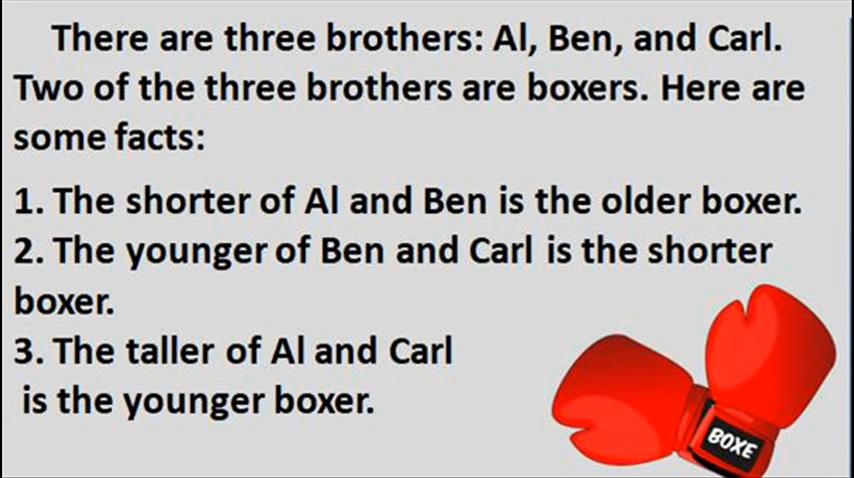 There are three brothers: Al, Ben, and Carl.
Two of the three brothers are boxers. Here are
some facts:
1. The shorter of Al and Ben is the older boxer.
2. The younger of Ben and Carl is the shorter
boxer.
3. The taller of Al and Carl
is the younger boxer.
BOXE